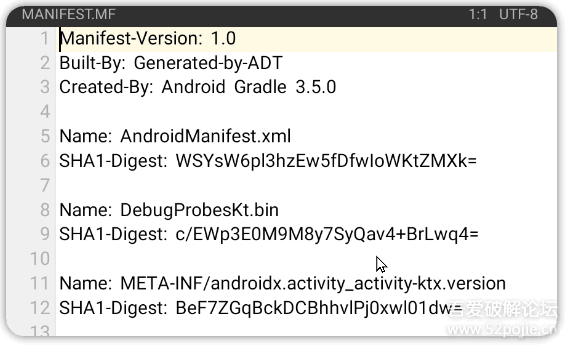 MANIFEST.MF 1:1 UTF-8
1 Manifest-Version: 1.0
2 Built-By: Generated-by-ADT
3 Created-By: Android Gradle 3.5.0
4
5 Name: AndroidManifest.xml
6 SHA1-Digest: WSYsW6pl3hzEw5fDfwIoWKtZMXk=
7
8 Name: DebugProbesKt.bin
9 SHA1-Digest: c/EWp3E0M9M8y7SyQav4+BrLwq4=
10
11 Name: META-INF/androidx.activity_activity-ktx.version
12 SHA1-Digest: BeF7ZGqBckDCBhhvlPj0xwl01dw=
13
吾爱破解论坛
www.52pojie.cn